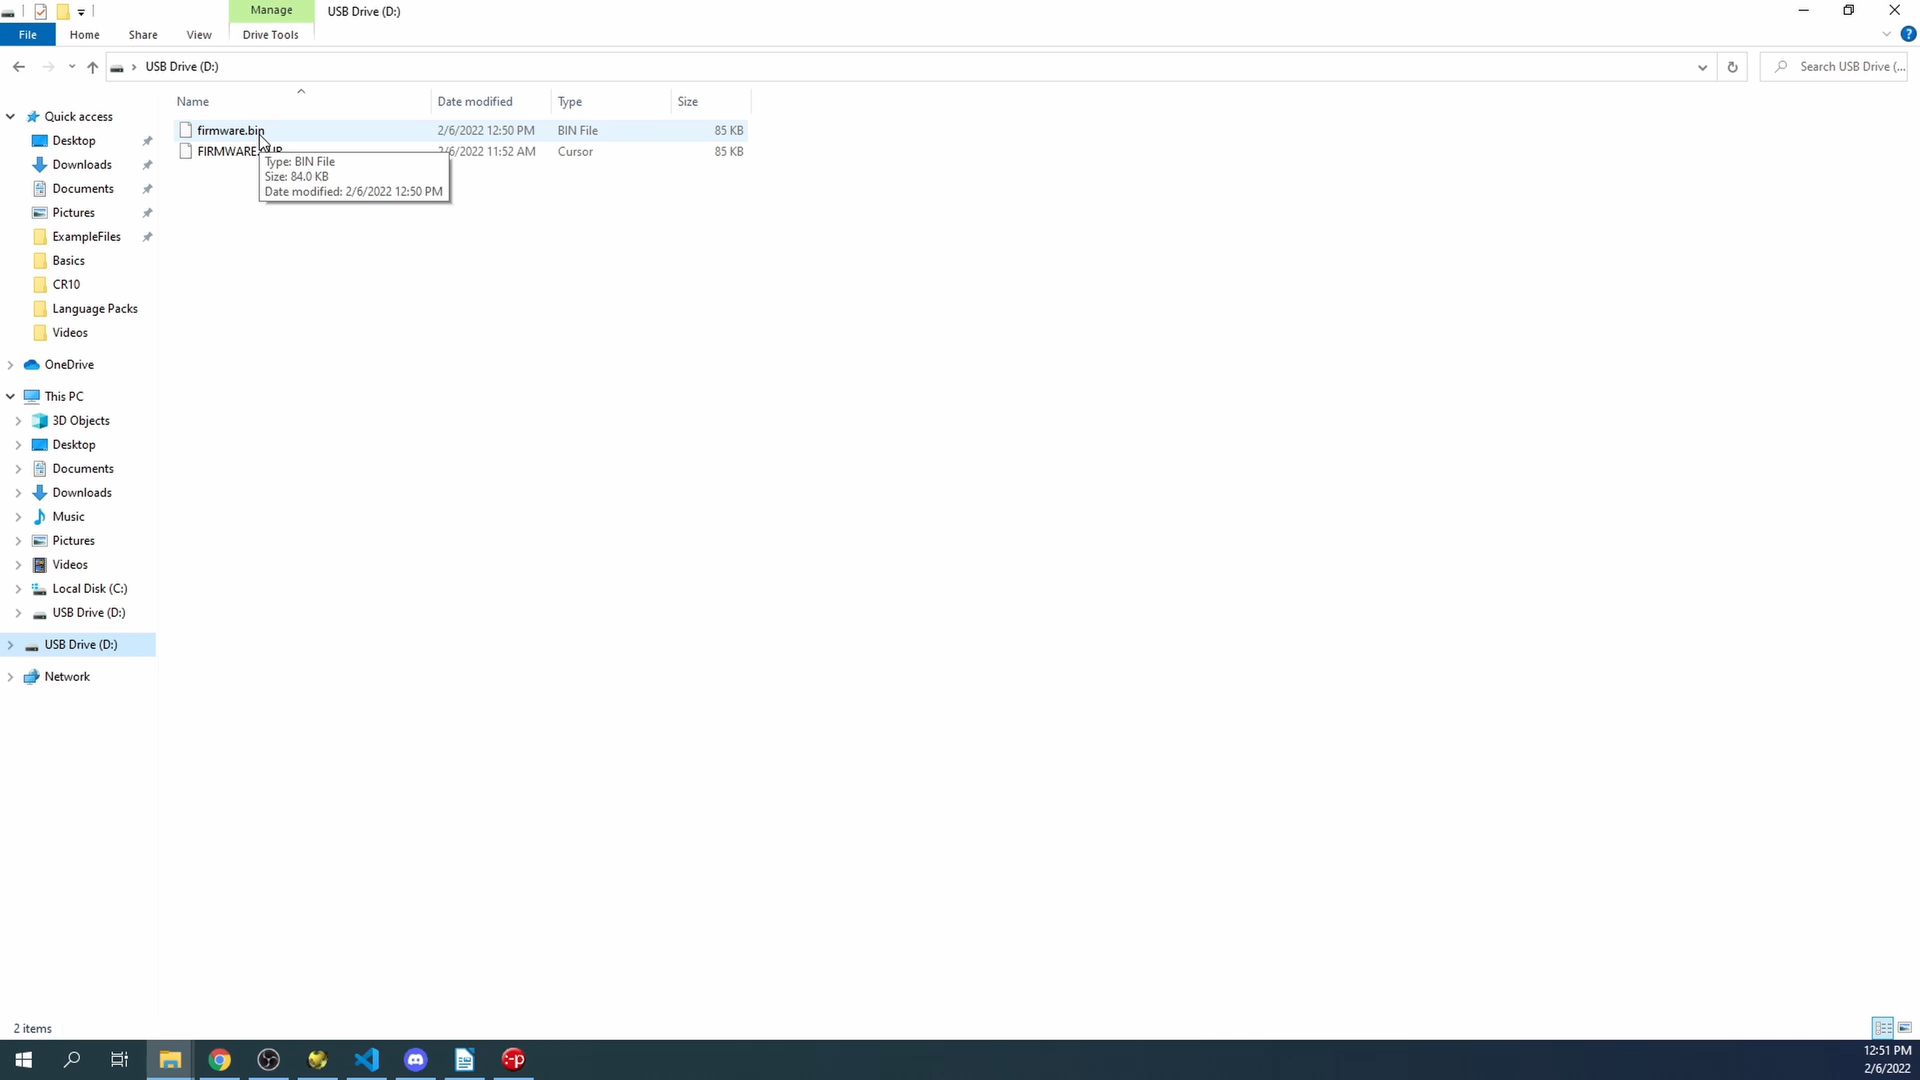 Manage
USB Drive (D:)
File
Home
Share
View
Drive Tools
?
USB Drive (D:)
Search USB Drive (...
Name
Date modified
Type
Size
firmware.bin
2/6/2022 12:50 PM
BIN File
85 KB
2/6/2022 11:52 AM
Cursor
85 KB
Type: BIN File
Size: 84.0 KB
Date modified: 2/6/2022 12:50 PM
Quick access
Desktop
Downloads
Documents
Pictures
ExampleFiles
Basics
CR10
Language Packs
Videos
OneDrive
This PC
3D Objects
Desktop
Documents
Downloads
Music
Pictures
Videos
Local Disk (C:)
USB Drive (D:)
USB Drive (D:)
Network
2 items
:-p
12:51 PM
2/6/2022